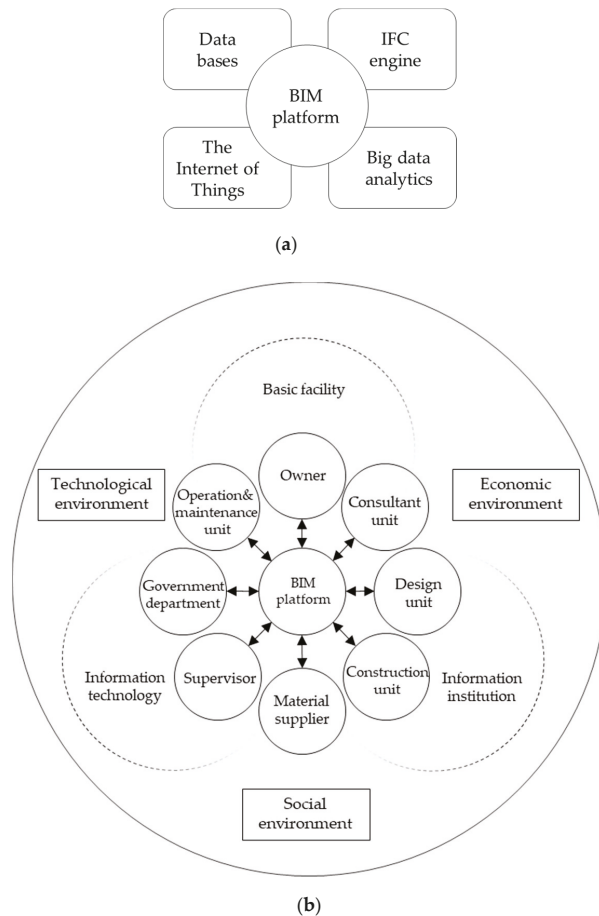 Data
bases
IFC
engine
BIM
platform
The
Internet of
Things
Big data
analytics
(a)
Basic facility
Owner
Technological
environment
Operation&
maintenance
unit
Consultant
unit
Economic
environment
Government
department
BIM
platform
Design
unit
Information
technology
Supervisor
Material
supplier
Construction
unit
Information
institution
Social
environment
(b)